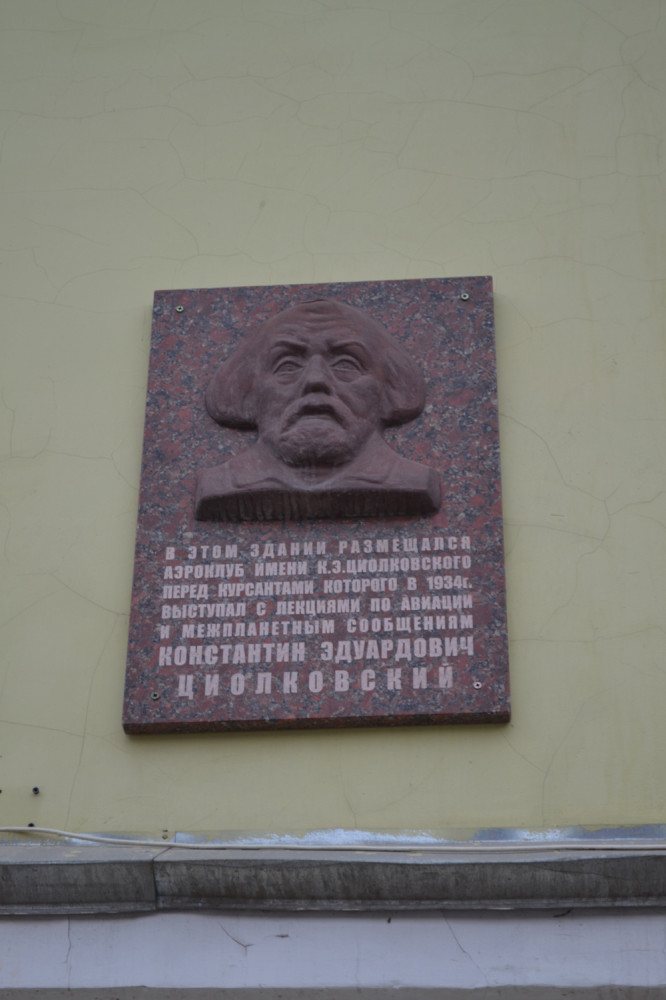 В ЭТОМ ЗДАНИИ РАЗМЕЩАЛСЯ
АЭРОКЛУБ ИМЕНИ К.Э.ЦИОЛКОВСКОГО
ПЕРЕД КУРСАНТАМИ КОТОРОГО В 1934г.
ВЫСТУПАЛ С ЛЕКЦИЯМИ ПО АВИАЦИИ
И МЕЖПЛАНЕТНЫМ СООБЩЕНИЯМ
КОНСТАНТИН ЭДУАРДОВИЧ
ЦИОЛКОВСКИЙ